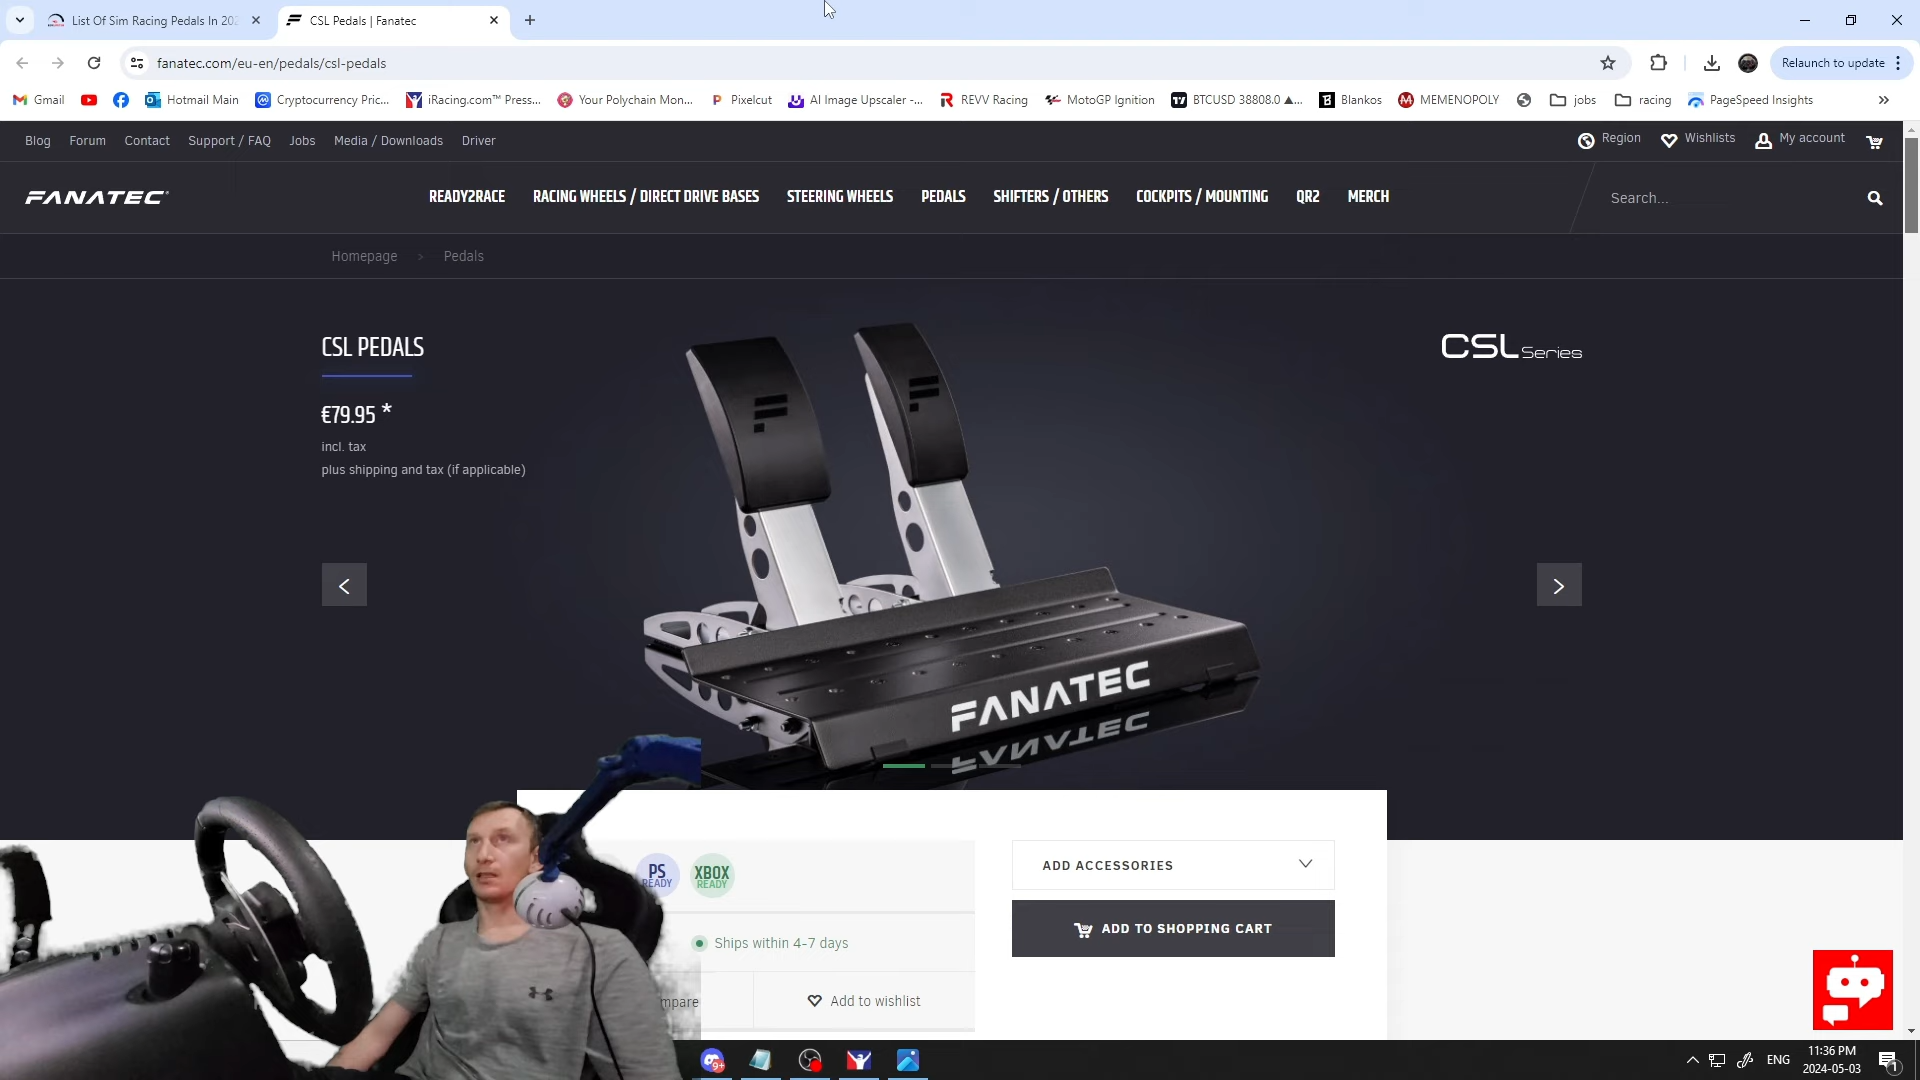 List Of Sim Racing Pedals In 202
CSL Pedals | Fanatec
fanatec.com/eu-en/pedals/csl-pedals
Relaunch to update
Gmail
Hotmail Main
Cryptocurrency Pric...
iRacing.com™ Press...
Your Polychain Mon...
Pixelcut
AI Image Upscaler -...
REVV Racing
MotoGP Ignition
BTCUSD 38808.0 ▲...
Blankos
MEMENOPOLY
jobs
racing
PageSpeed Insights
Blog
Forum
Contact
Support / FAQ
Jobs
Media / Downloads
Driver
Region
Wishlists
My account
FANATEC
READY2RACE
RACING WHEELS / DIRECT DRIVE BASES
STEERING WHEELS
PEDALS
SHIFTERS / OTHERS
COCKPITS / MOUNTING
QR2
MERCH
Search...
Homepage > Pedals
CSL PEDALS
CSL Series
€79.95 *
incl. tax
plus shipping and tax (if applicable)
FANATEC
PS
READY
XBOX
READY
ADD ACCESSORIES
ADD TO SHOPPING CART
Ships within 4-7 days
mpare
Add to wishlist
9+
ENG
11:36 PM
2024-05-03
1